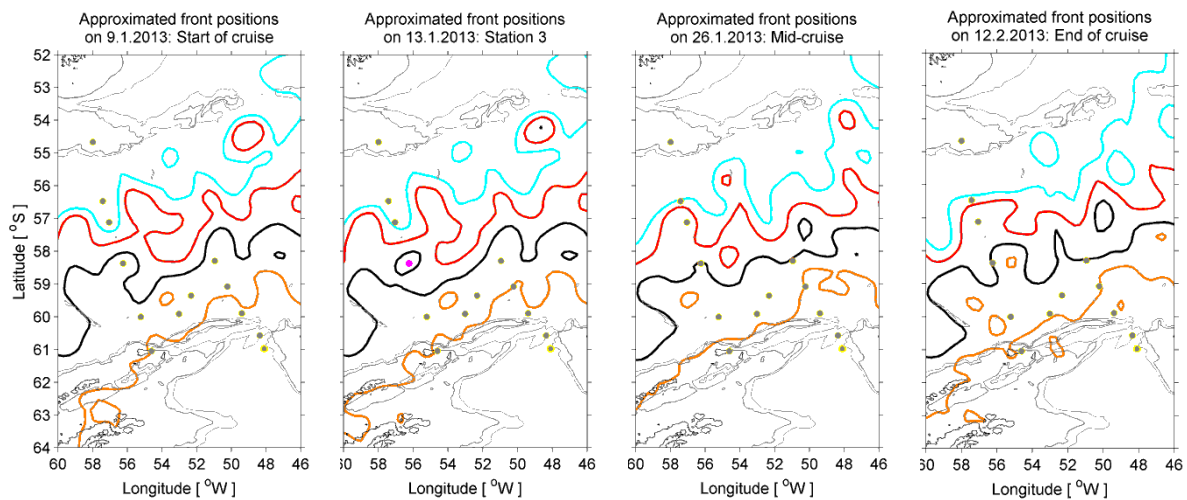 Approximated front positions
on 9.1.2013: Start of cruise
Approximated front positions
on 13.1.2013: Station 3
Approximated front positions
on 26.1.2013: Mid-cruise
Approximated front positions
on 12.2.2013: End of cruise
Latitude [ °S]
52
53
54
55
56
57
58
59
60
61
62
63
64
60 58 56 54 52 50 48 46
60 58 56 54 52 50 48 46
60 58 56 54 52 50 48 46
60 58 56 54 52 50 48 46
Longitude [ °W ]
Longitude [ °W ]
Longitude [ °W ]
Longitude [ °W ]